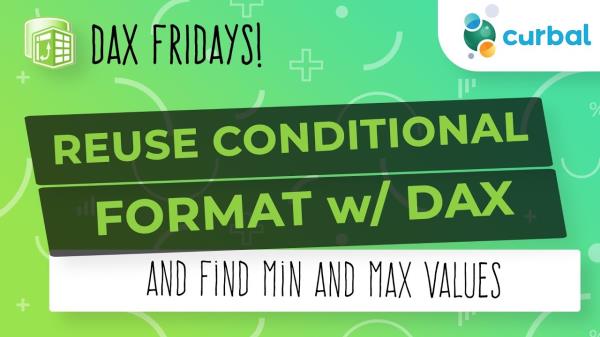 DAX FRIDAYS!
curbal
REUSE CONDITIONAL
FORMAT w/ DAX
AND FiND MiN AND MAX VALUES